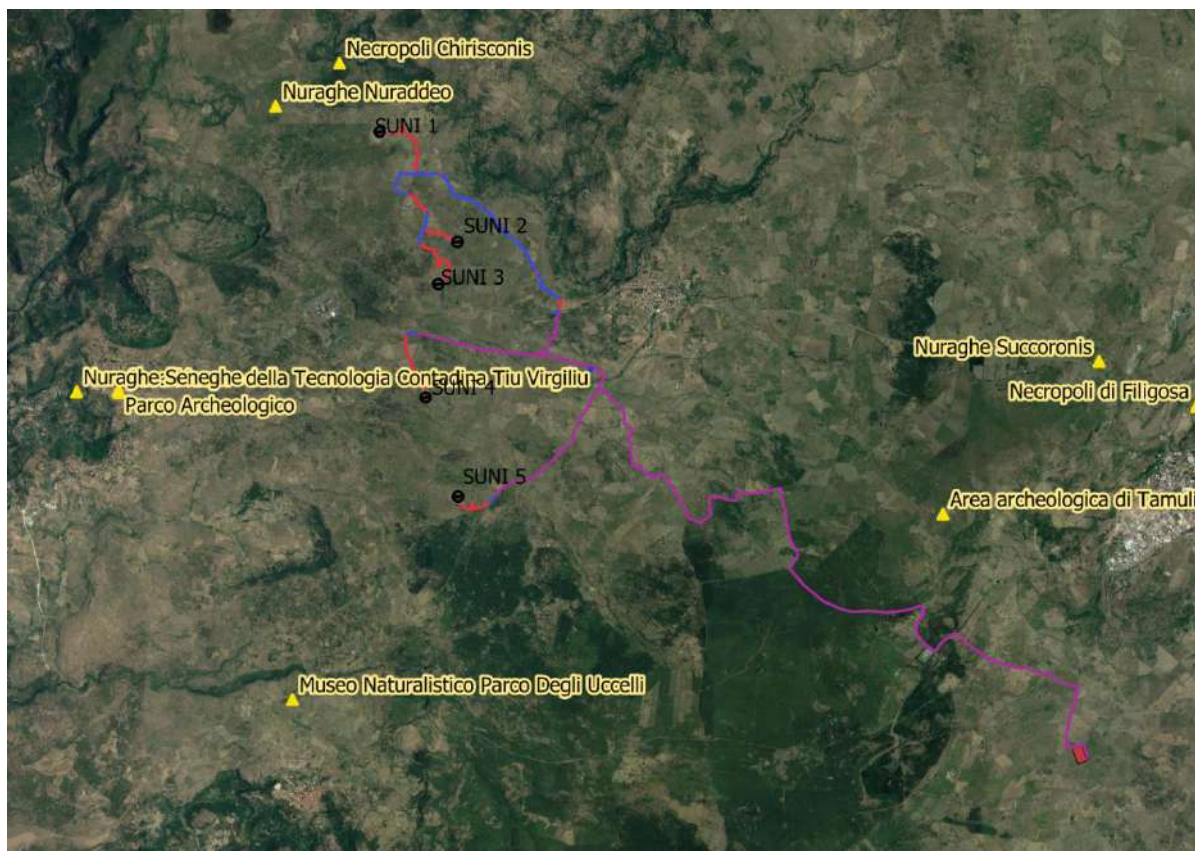 Necropoli Chirisconis
Nuraghe Nuraddeo
SUNI 1
SUNI 2
SUNI 3
Nuraghe Succoronis
Nuraghe:Seneghe della Tecnologia Contadina Tiu Virgiliu
Necropoli di Filigosa
SUNI 4
Parco Archeologico
SUNI 5
Area archeologica di Tamuli
Museo Naturalistico Parco Degli Uccelli